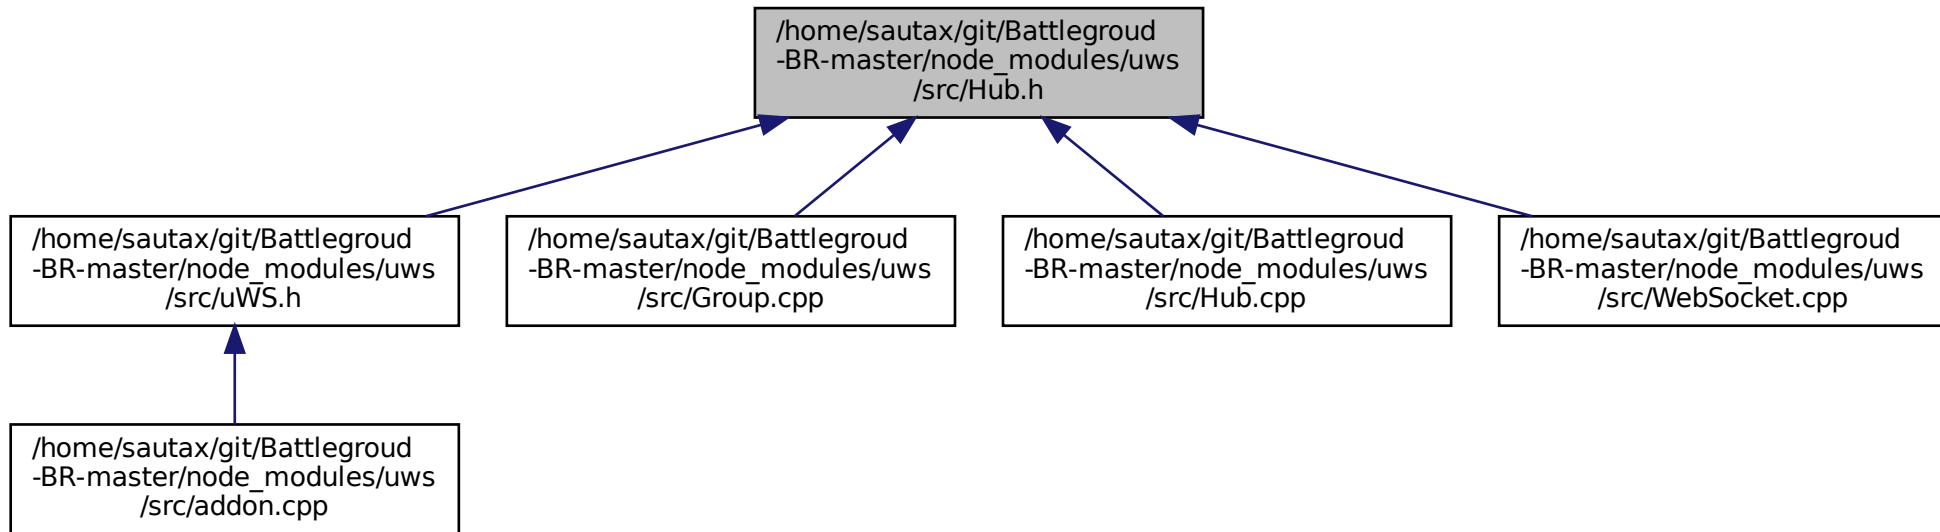 /home/sautax/git/Battlegroud
-BR-master/node_modules/uws
/src/Hub.h
/home/sautax/git/Battlegroud
-BR-master/node_modules/uws
/src/uWS.h
/home/sautax/git/Battlegroud
-BR-master/node_modules/uws
/src/Group.cpp
/home/sautax/git/Battlegroud
-BR-master/node_modules/uws
/src/Hub.cpp
/home/sautax/git/Battlegroud
-BR-master/node_modules/uws
/src/WebSocket.cpp
/home/sautax/git/Battlegroud
-BR-master/node_modules/uws
/src/addon.cpp